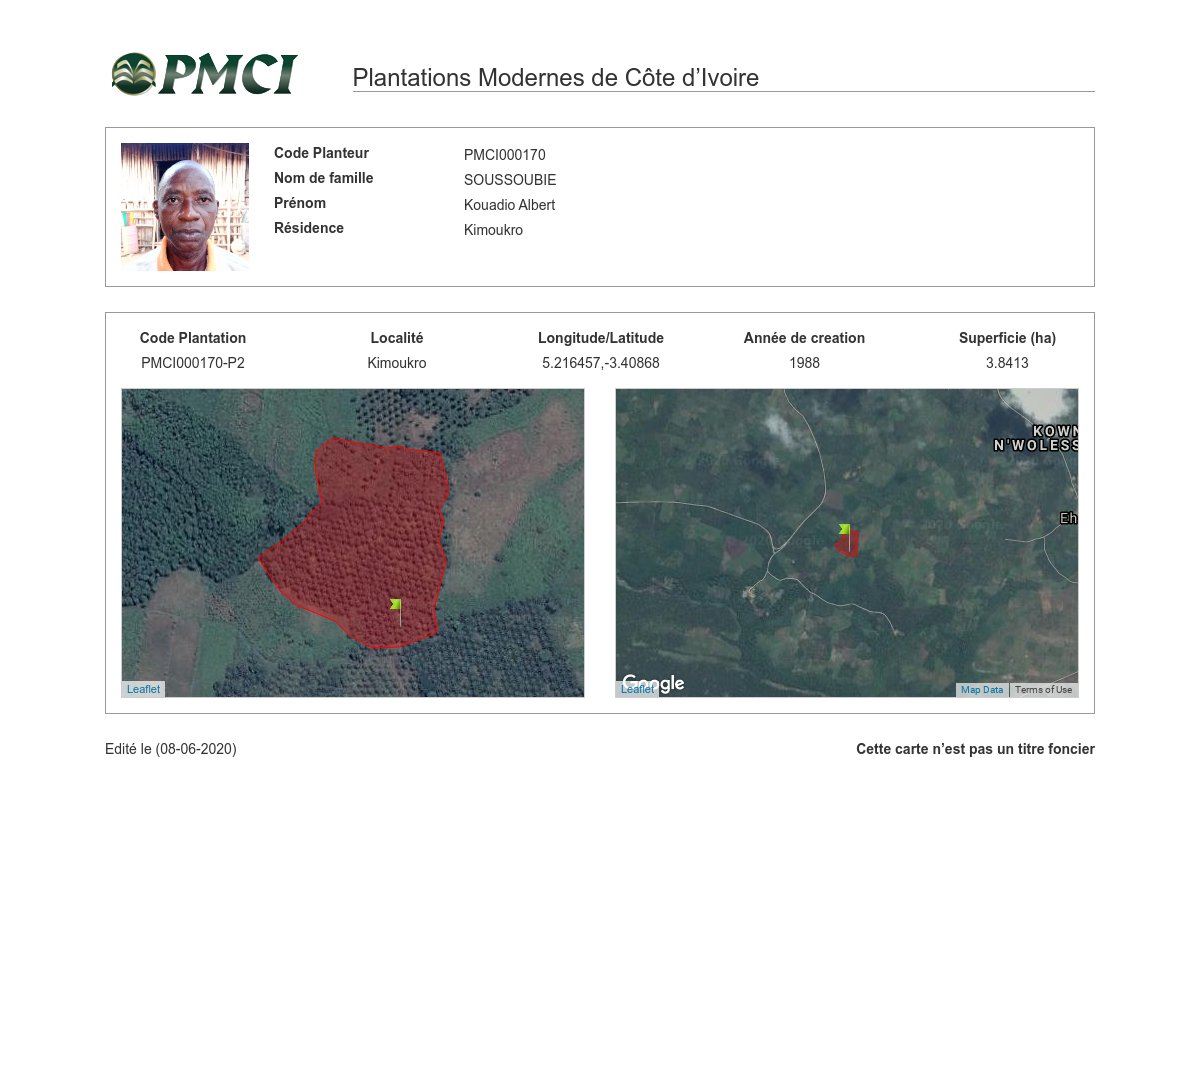 PMCI
Plantations Modernes de Côte d’Ivoire
Code Planteur PMCI000170
Nom de famille SOUSSOUBIE
Prénom Kouadio Albert
Résidence Kimoukro
Code Plantation Localité Longitude/Latitude Année de creation Superficie (ha)
PMCI000170-P2 Kimoukro 5.216457,-3.40868 1988 3.8413
KOWN
N'WOLESS
Eh
Google
Leaflet
Leaflet
Map Data Terms of Use
Edité le (08-06-2020) Cette carte n’est pas un titre foncier